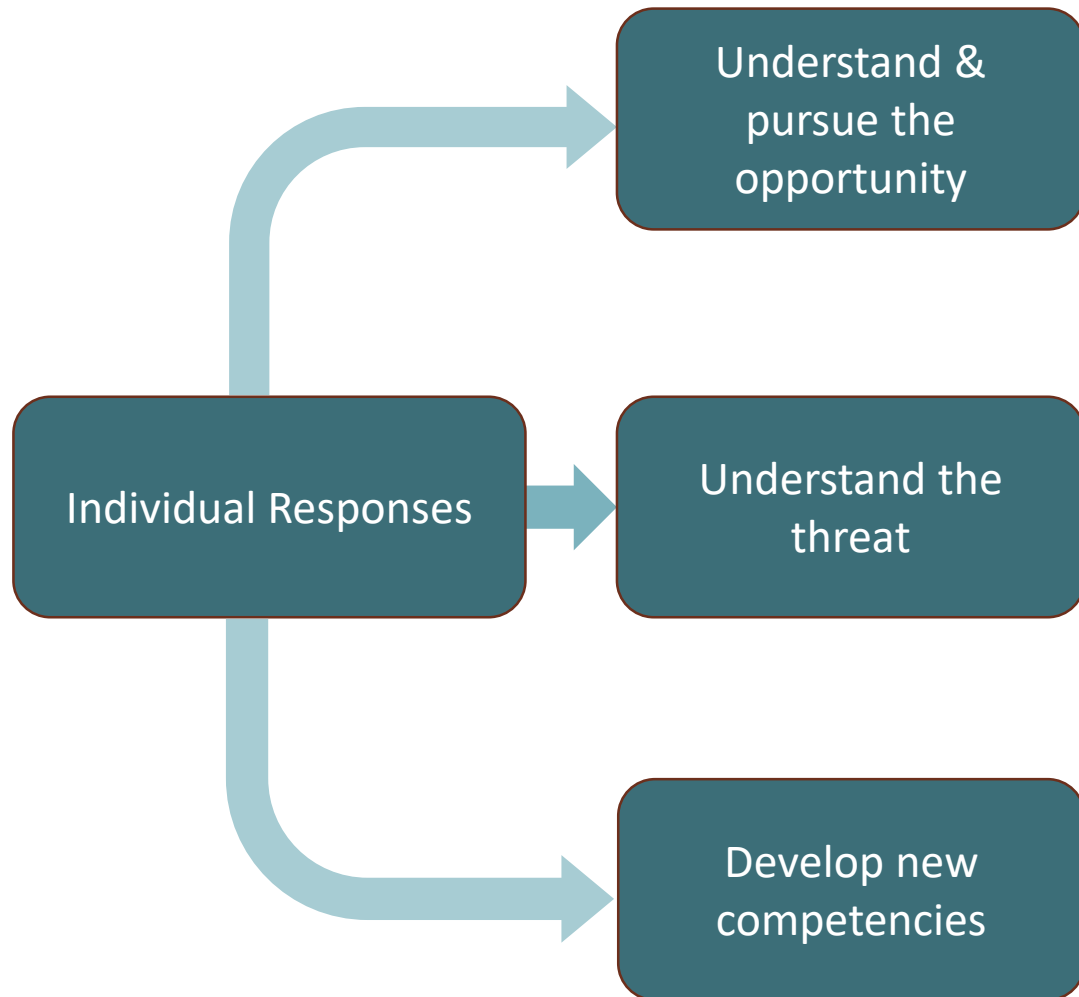 Understand &
pursue the
opportunity
Individual Responses
Understand the
threat
Develop new
competencies